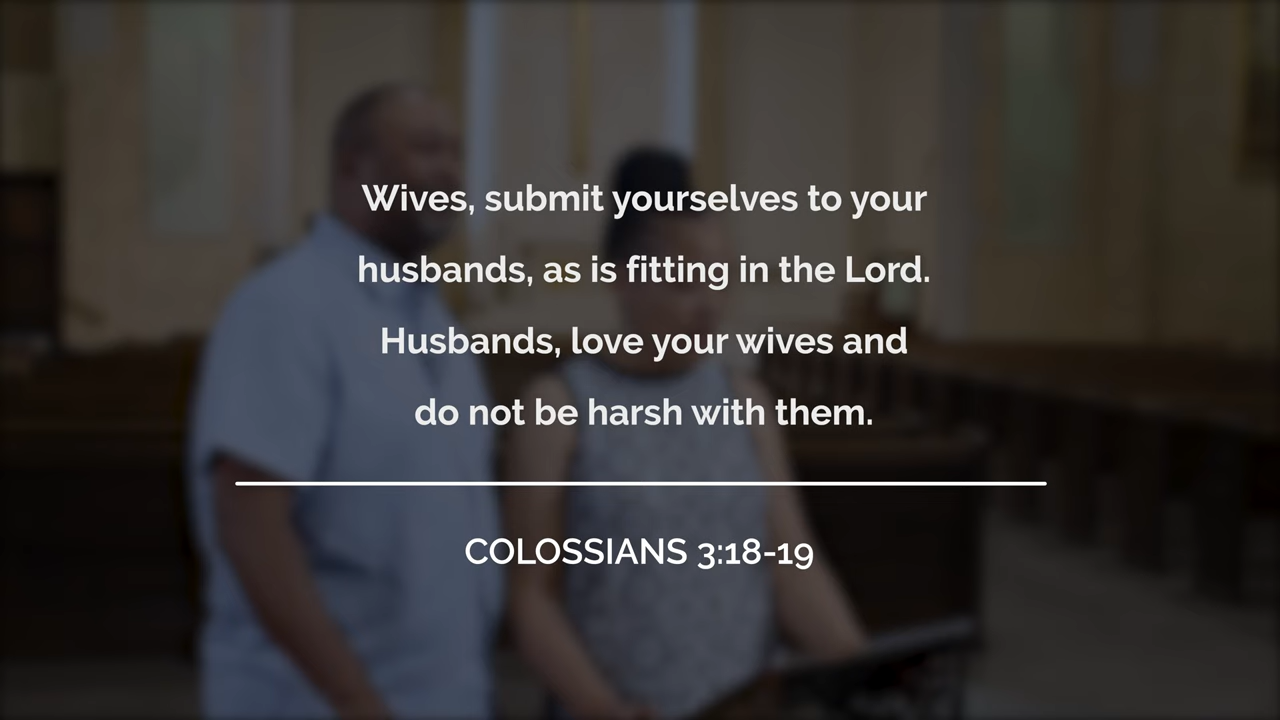 Wives, submit yourselves to your
husbands, as is fitting in the Lord.
Husbands, love your wives and
do not be harsh with them.
COLOSSIANS 3:18-19